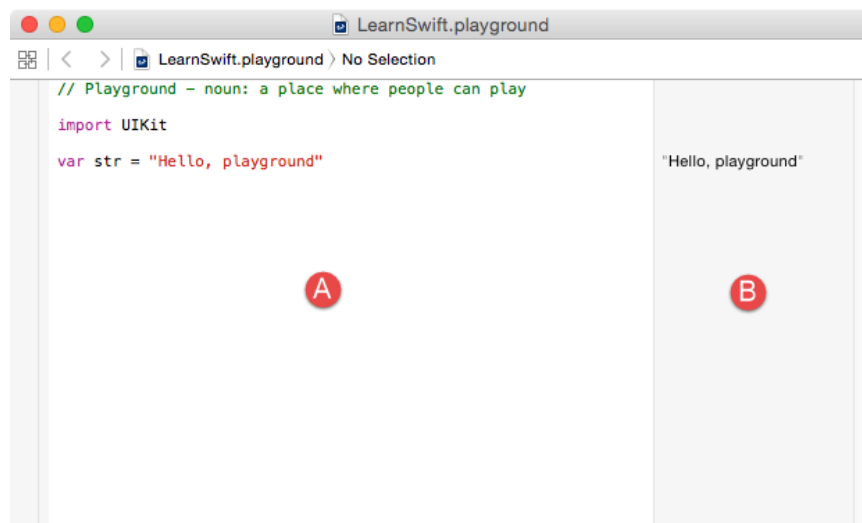 LearnSwift.playground
LearnSwift.playground 〉 No Selection
// Playground – noun: a place where people can play
import UIKit
var str = "Hello, playground"
"Hello, playground"
A
B